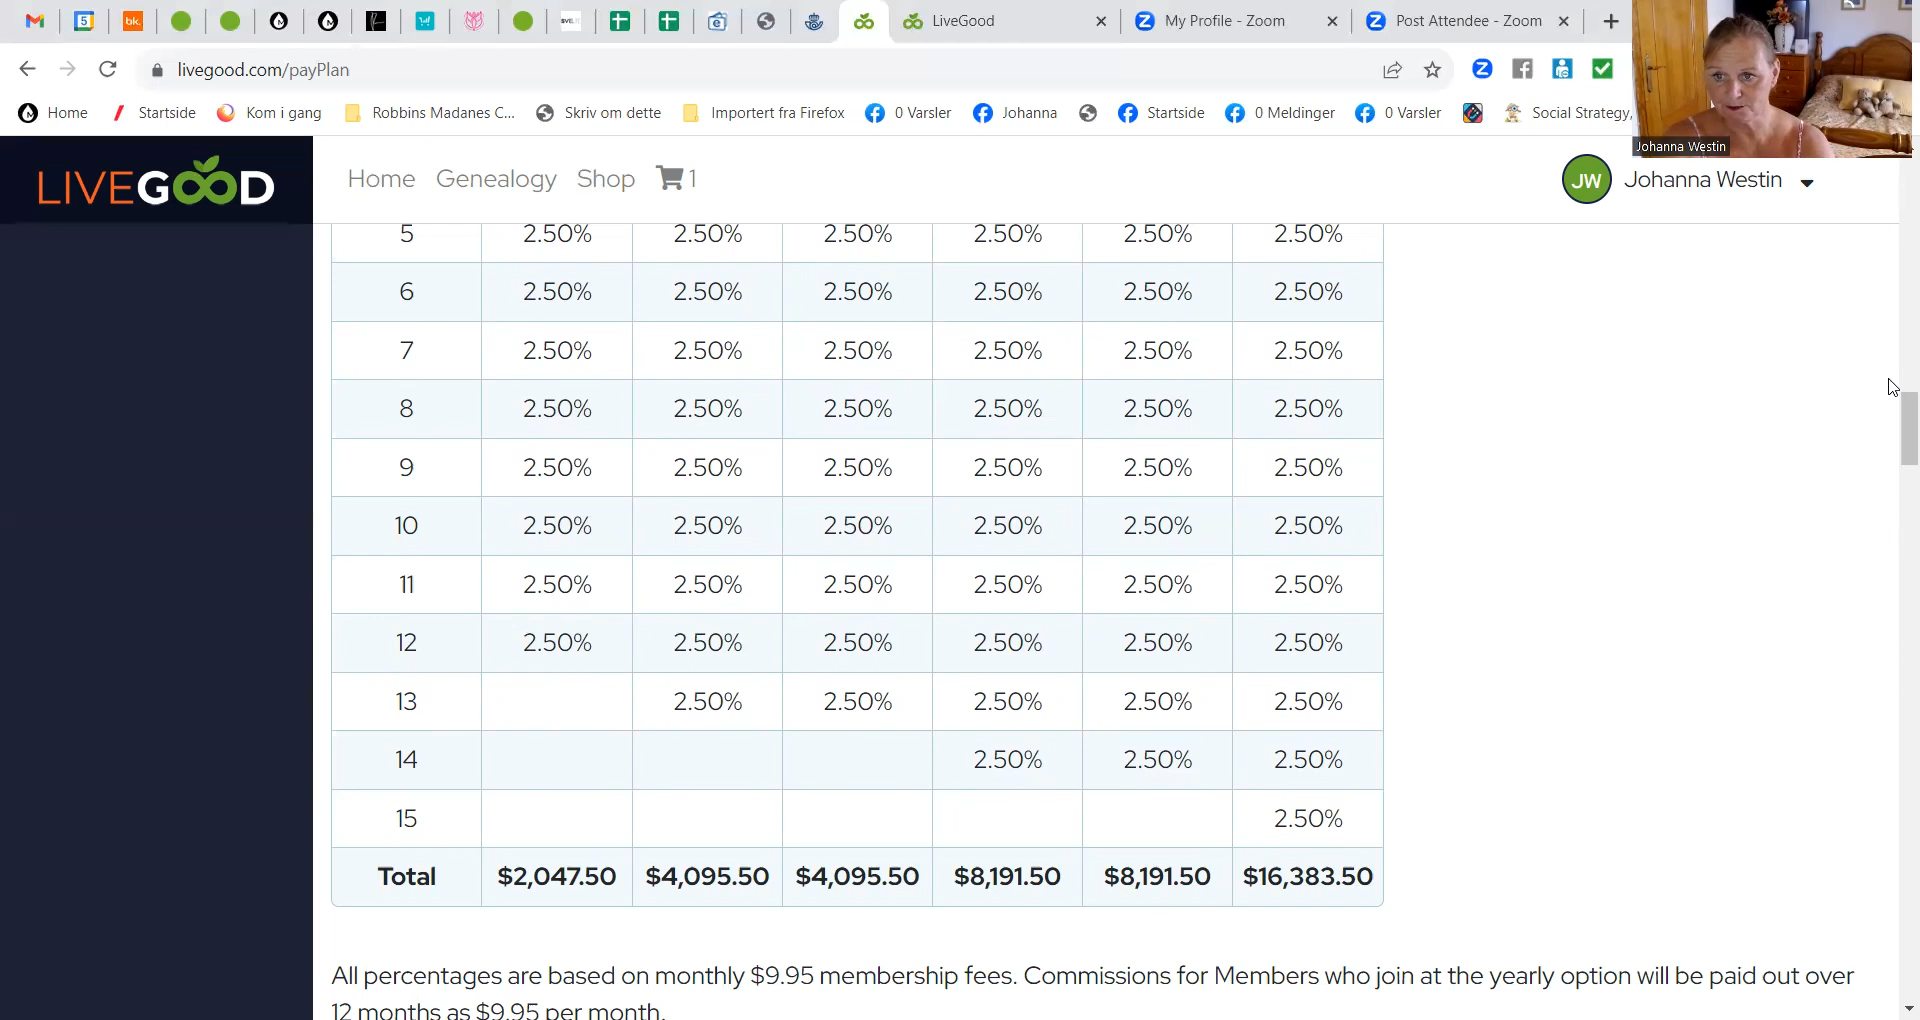 5
bk.
SVE
LiveGood
My Profile - Zoom
Post Attendee - Zoom
livegood.com/payPlan
Home
Startside
Kom i gang
Robbins Madanes C...
Skriv om dette
Importert fra Firefox
0 Varsler
Johanna
Startside
0 Meldinger
0 Varsler
Social Strategy,
Johanna Westin
LIVEGOOD
Home Genealogy Shop 1
JW Johanna Westin
5 2.50% 2.50% 2.50% 2.50% 2.50% 2.50%
6 2.50% 2.50% 2.50% 2.50% 2.50% 2.50%
7 2.50% 2.50% 2.50% 2.50% 2.50% 2.50%
8 2.50% 2.50% 2.50% 2.50% 2.50% 2.50%
9 2.50% 2.50% 2.50% 2.50% 2.50% 2.50%
10 2.50% 2.50% 2.50% 2.50% 2.50% 2.50%
11 2.50% 2.50% 2.50% 2.50% 2.50% 2.50%
12 2.50% 2.50% 2.50% 2.50% 2.50% 2.50%
13 2.50% 2.50% 2.50% 2.50% 2.50%
14 2.50% 2.50% 2.50%
15 2.50%
Total $2,047.50 $4,095.50 $4,095.50 $8,191.50 $8,191.50 $16,383.50
All percentages are based on monthly $9.95 membership fees. Commissions for Members who join at the yearly option will be paid out over
12 months as $9.95 per month.